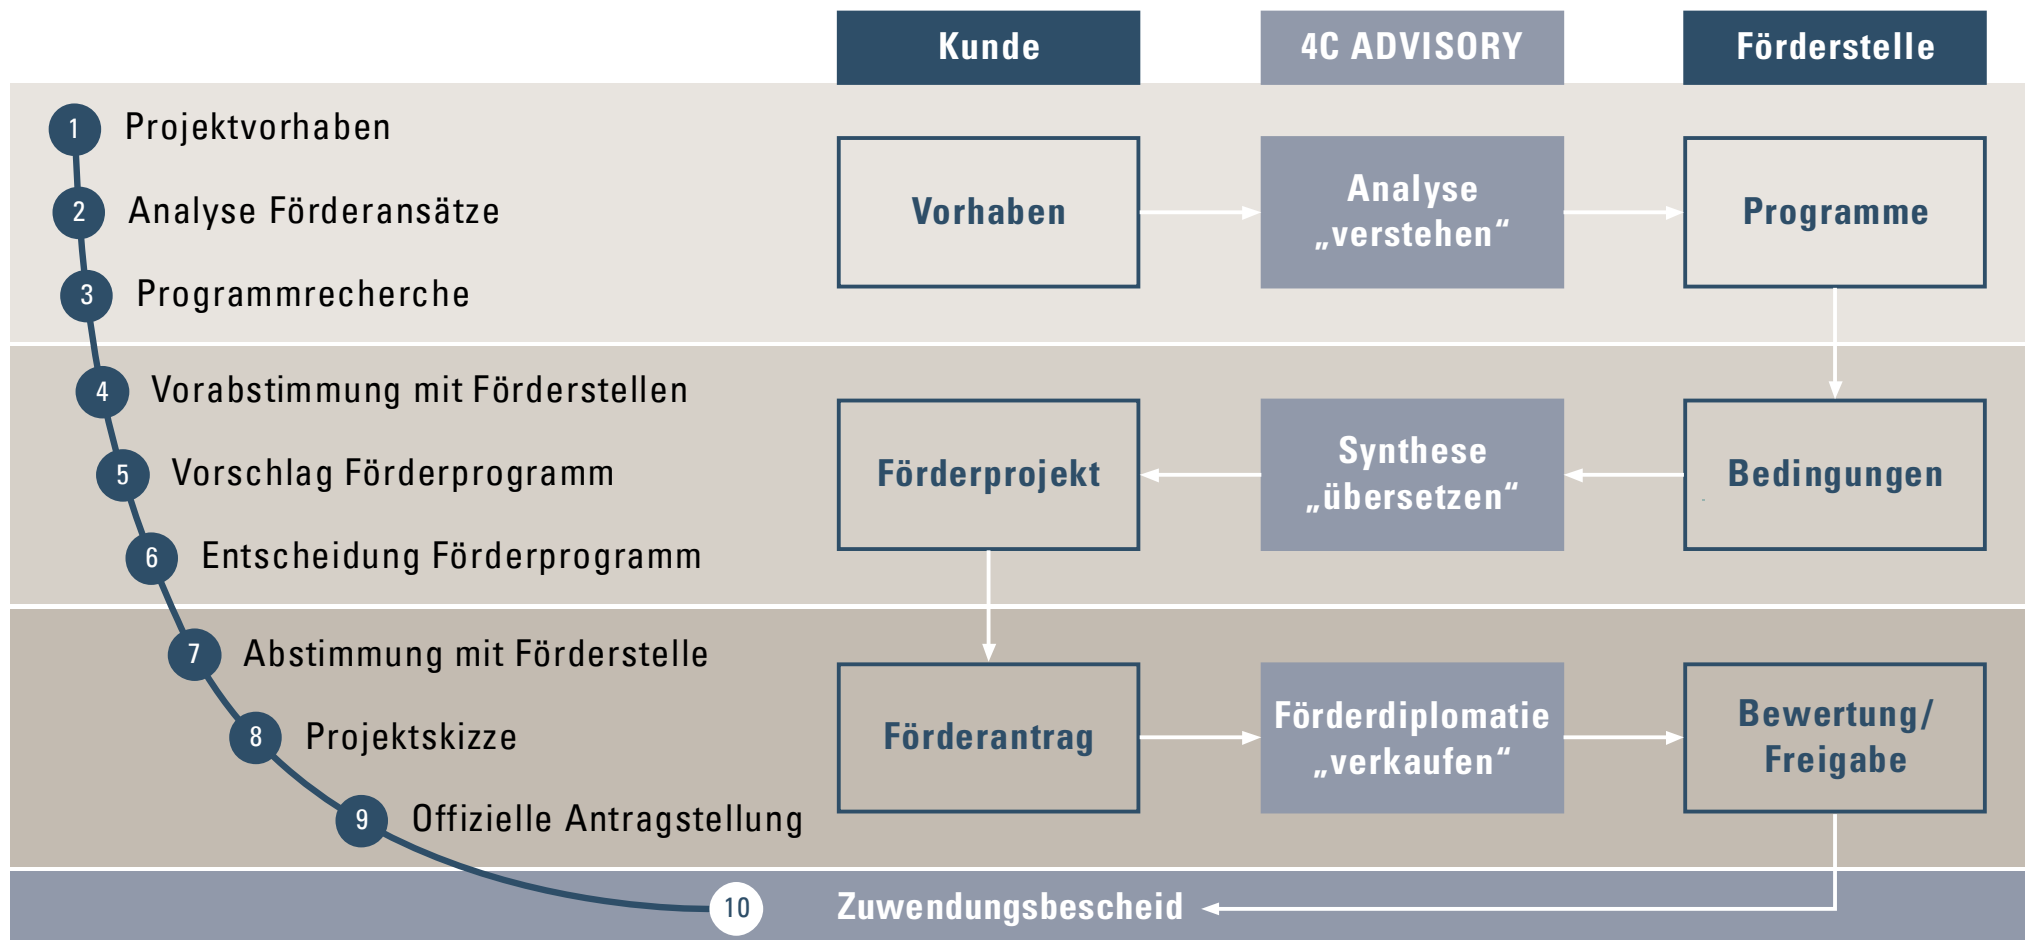 Kunde
4C ADVISORY
Förderstelle
1 Projektvorhaben
2 Analyse Förderansätze
3 Programmrecherche
Vorhaben
Analyse
„verstehen“
Programme
4 Vorabstimmung mit Förderstellen
5 Vorschlag Förderprogramm
6 Entscheidung Förderprogramm
Förderprojekt
Synthese
„übersetzen“
Bedingungen
7 Abstimmung mit Förderstelle
8 Projektskizze
9 Offizielle Antragstellung
Förderantrag
Förderdiplomatie
„verkaufen“
Bewertung/
Freigabe
10 Zuwendungsbescheid